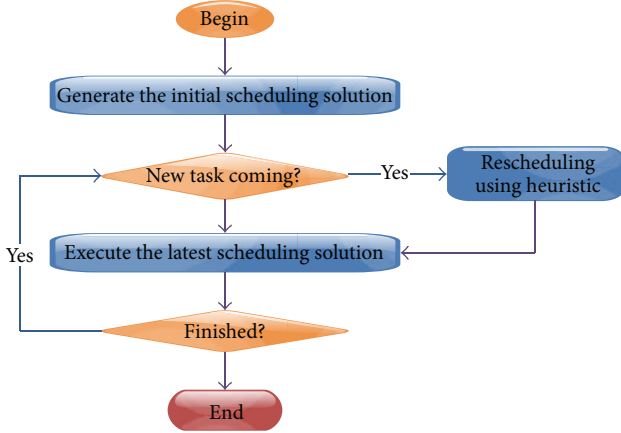 Begin
Generate the initial scheduling solution
New task coming?
Yes
Rescheduling
using heuristic
Execute the latest scheduling solution
Yes
Finished?
End